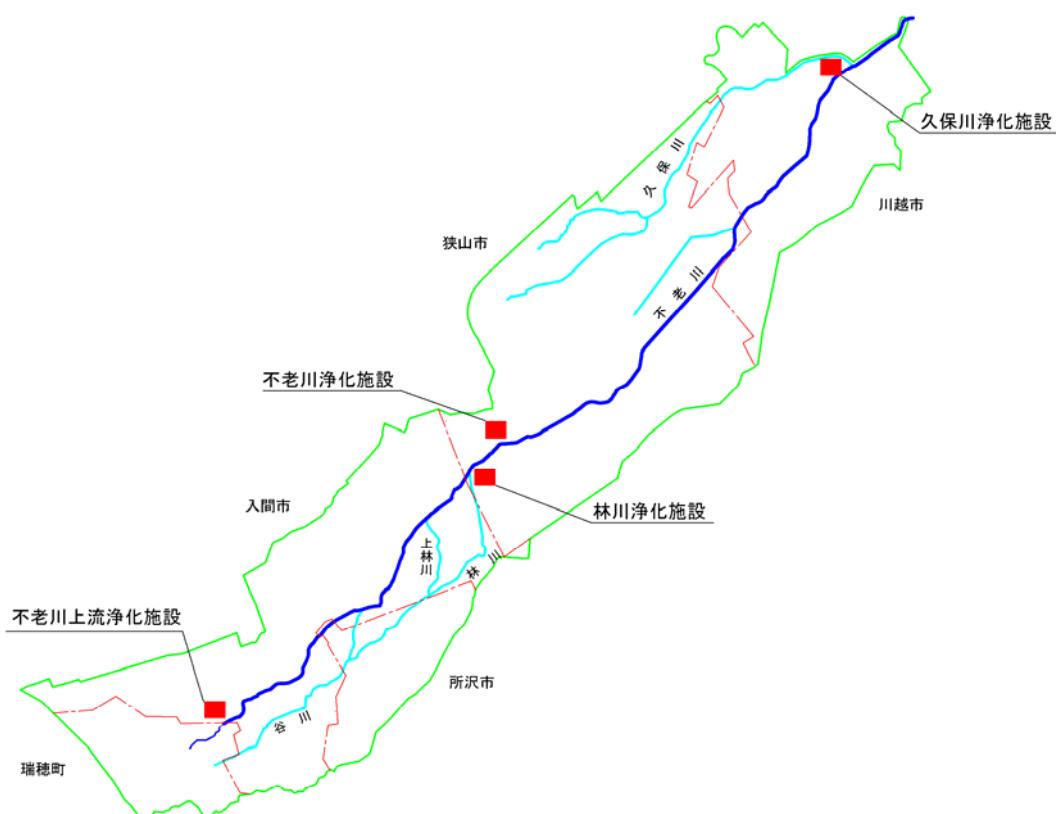 久保川浄化施設
久保川
川越市
狭山市
不老川
不老川浄化施設
入間市
林川浄化施設
上林川
林川
不老川上流浄化施設
所沢市
谷川
瑞穂町